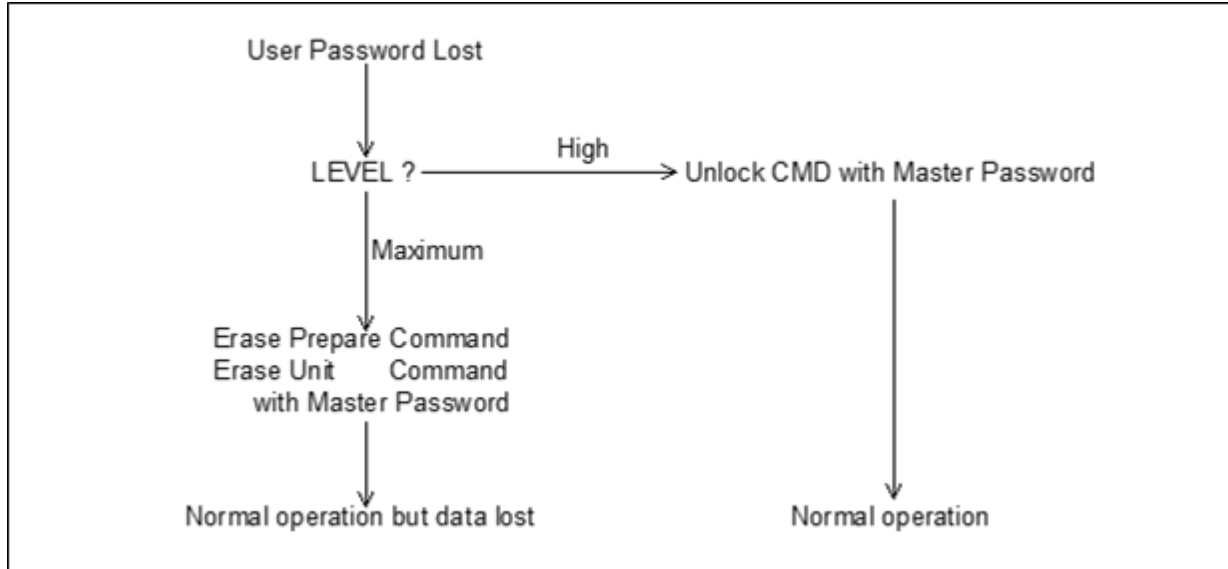 User Password Lost
High
LEVEL ?
Unlock CMD with Master Password
Maximum
Erase Prepare Command
Erase Unit Command
with Master Password
Normal operation but data lost
Normal operation